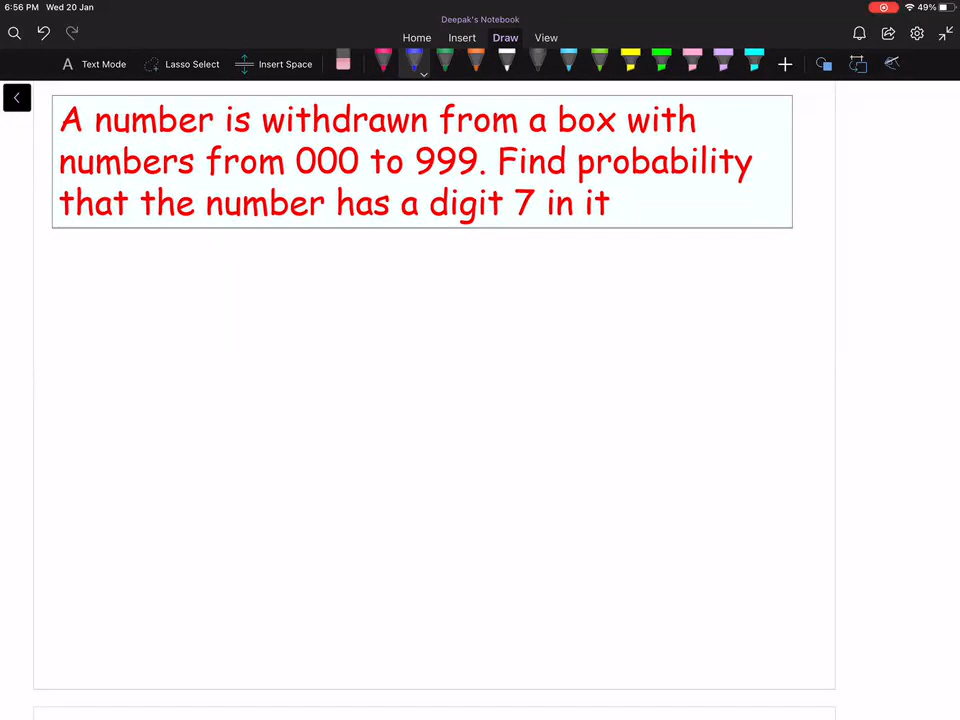 6:56 PM Wed 20 Jan
49%
Deepak's Notebook
Home Insert Draw View
A Text Mode Lasso Select Insert Space
A number is withdrawn from a box with
numbers from 000 to 999. Find probability
that the number has a digit 7 in it